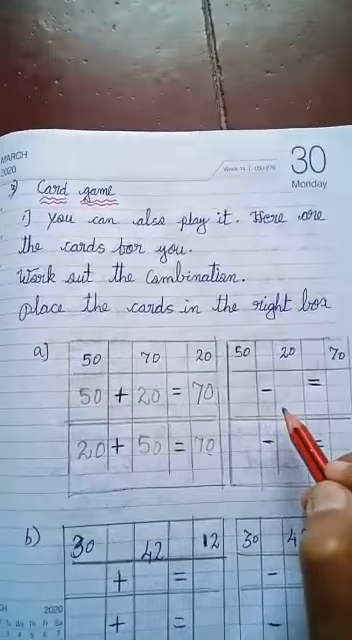 MARCH
2020
Week 14 | 090-276
30
Monday
3) Card game
I) You can also play it. Here are
the cards for you.
Work out the Combination.
place the cards in the right box
a] 50 70 20 50 20 70
50 + 20 = 70 - =
20 + 50 = 70 - =
b) 30 42 12 30
+ = -
+ = -
2020